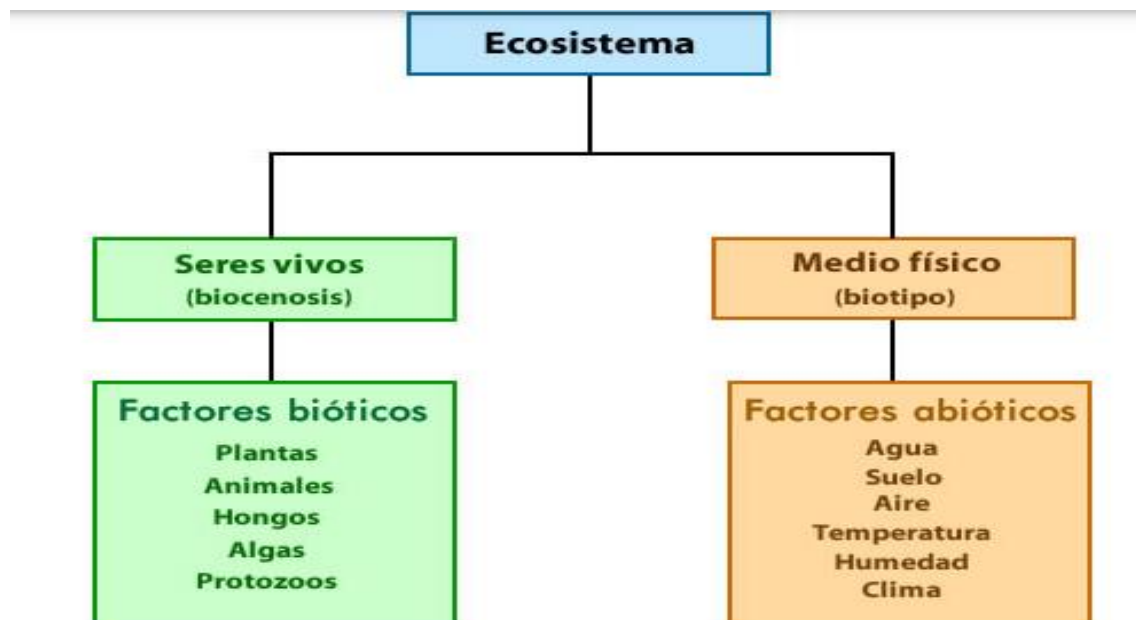 Ecosistema
Seres vivos
(biocenosis)
Medio físico
(biotipo)
Factores bióticos
Plantas
Animales
Hongos
Algas
Protozoos
Factores abióticos
Agua
Suelo
Aire
Temperatura
Humedad
Clima